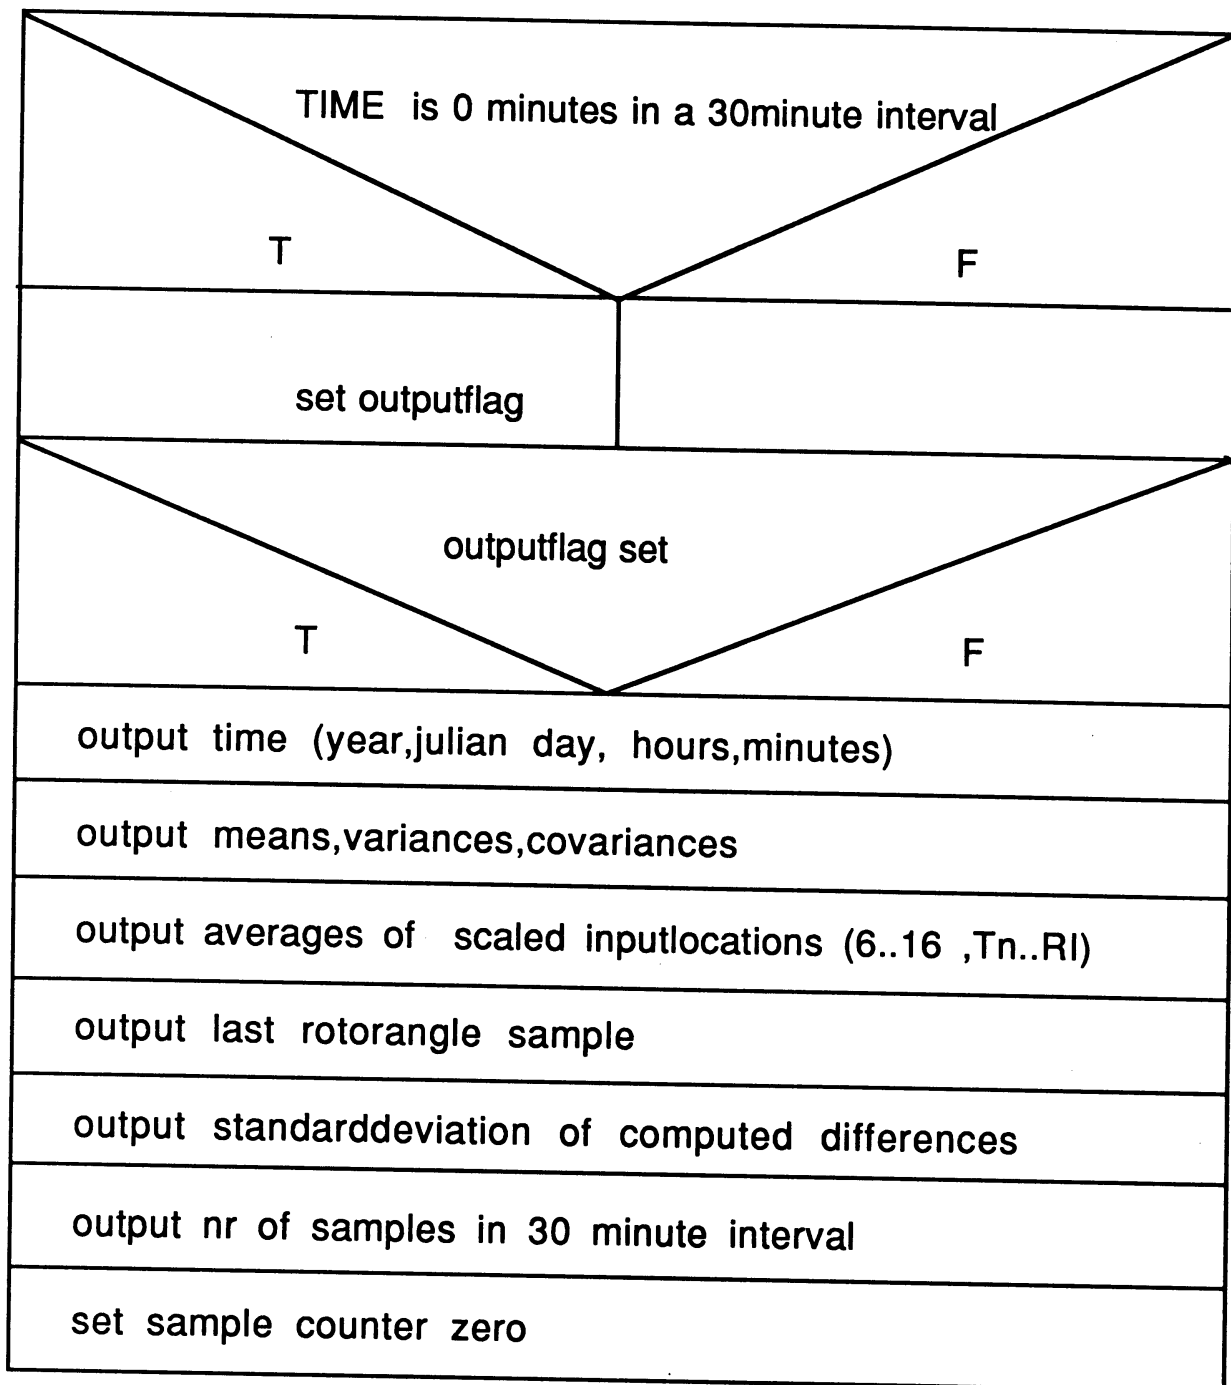 TIME is 0 minutes in a 30minute interval
T
F
set outputflag
outputflag set
T
F
output time (year,julian day, hours,minutes)
output means,variances,covariances
output averages of scaled inputlocations (6..16 ,Tn..RI)
output last rotorangle sample
output standarddeviation of computed differences
output nr of samples in 30 minute interval
set sample counter zero